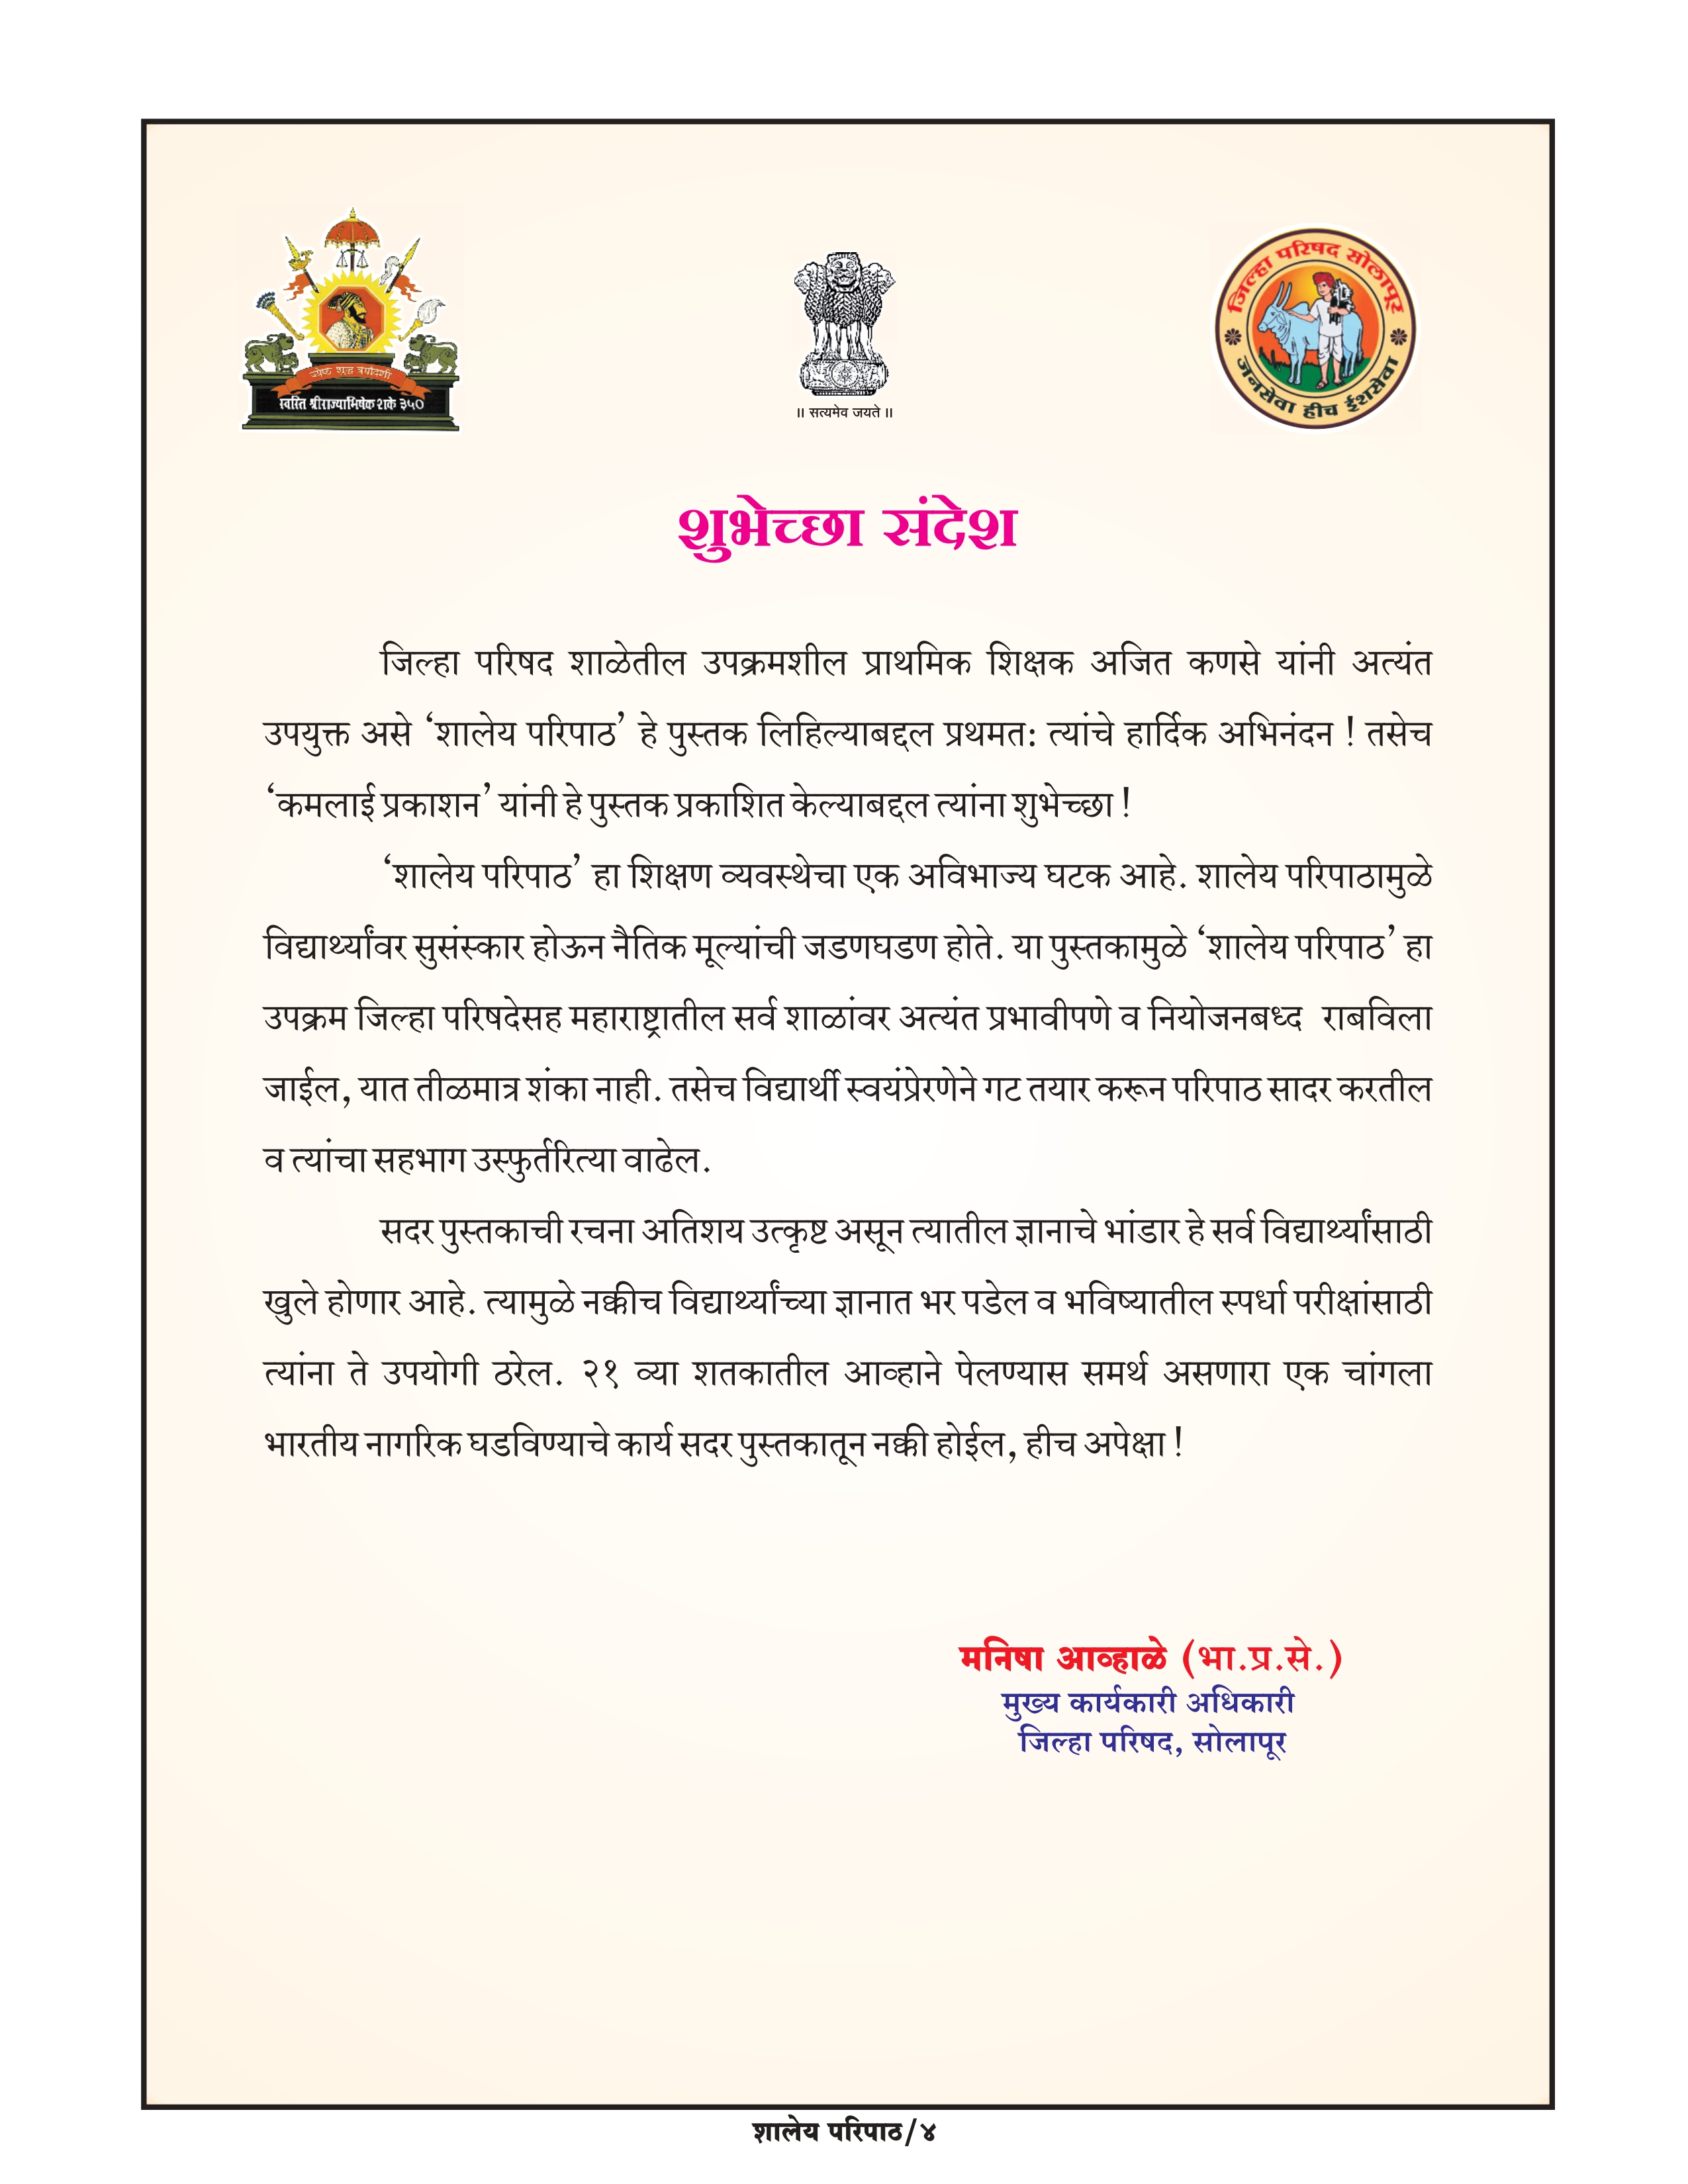 ज्येष्ठ शुद्ध त्रयोदशी
स्वस्ति श्रीराज्याभिषेक शके ३५०
॥ सत्यमेव जयते ॥
जिल्हा परिषद सोलापूर
जनसेवा हीच ईशसेवा
शुभेच्छा संदेश
जिल्हा परिषद शाळेतील उपक्रमशील प्राथमिक शिक्षक अजित कणसे यांनी अत्यंत
उपयुक्त असे ‘शालेय परिपाठ’ हे पुस्तक लिहिल्याबद्दल प्रथमत: त्यांचे हार्दिक अभिनंदन ! तसेच
‘कमलाई प्रकाशन’ यांनी हे पुस्तक प्रकाशित केल्याबद्दल त्यांना शुभेच्छा !
‘शालेय परिपाठ’ हा शिक्षण व्यवस्थेचा एक अविभाज्य घटक आहे. शालेय परिपाठामुळे
विद्यार्थ्यांवर सुसंस्कार होऊन नैतिक मूल्यांची जडणघडण होते. या पुस्तकामुळे ‘शालेय परिपाठ’ हा
उपक्रम जिल्हा परिषदेसह महाराष्ट्रातील सर्व शाळांवर अत्यंत प्रभावीपणे व नियोजनबध्द राबविला
जाईल, यात तीळमात्र शंका नाही. तसेच विद्यार्थी स्वयंप्रेरणेने गट तयार करून परिपाठ सादर करतील
व त्यांचा सहभाग उस्फुर्तरित्या वाढेल.
सदर पुस्तकाची रचना अतिशय उत्कृष्ट असून त्यातील ज्ञानाचे भांडार हे सर्व विद्यार्थ्यांसाठी
खुले होणार आहे. त्यामुळे नक्कीच विद्यार्थ्यांच्या ज्ञानात भर पडेल व भविष्यातील स्पर्धा परीक्षांसाठी
त्यांना ते उपयोगी ठरेल. २१ व्या शतकातील आव्हाने पेलण्यास समर्थ असणारा एक चांगला
भारतीय नागरिक घडविण्याचे कार्य सदर पुस्तकातून नक्की होईल, हीच अपेक्षा !
मनिषा आव्हाळे (भा.प्र.से.)
मुख्य कार्यकारी अधिकारी
जिल्हा परिषद, सोलापूर
शालेय परिपाठ/४